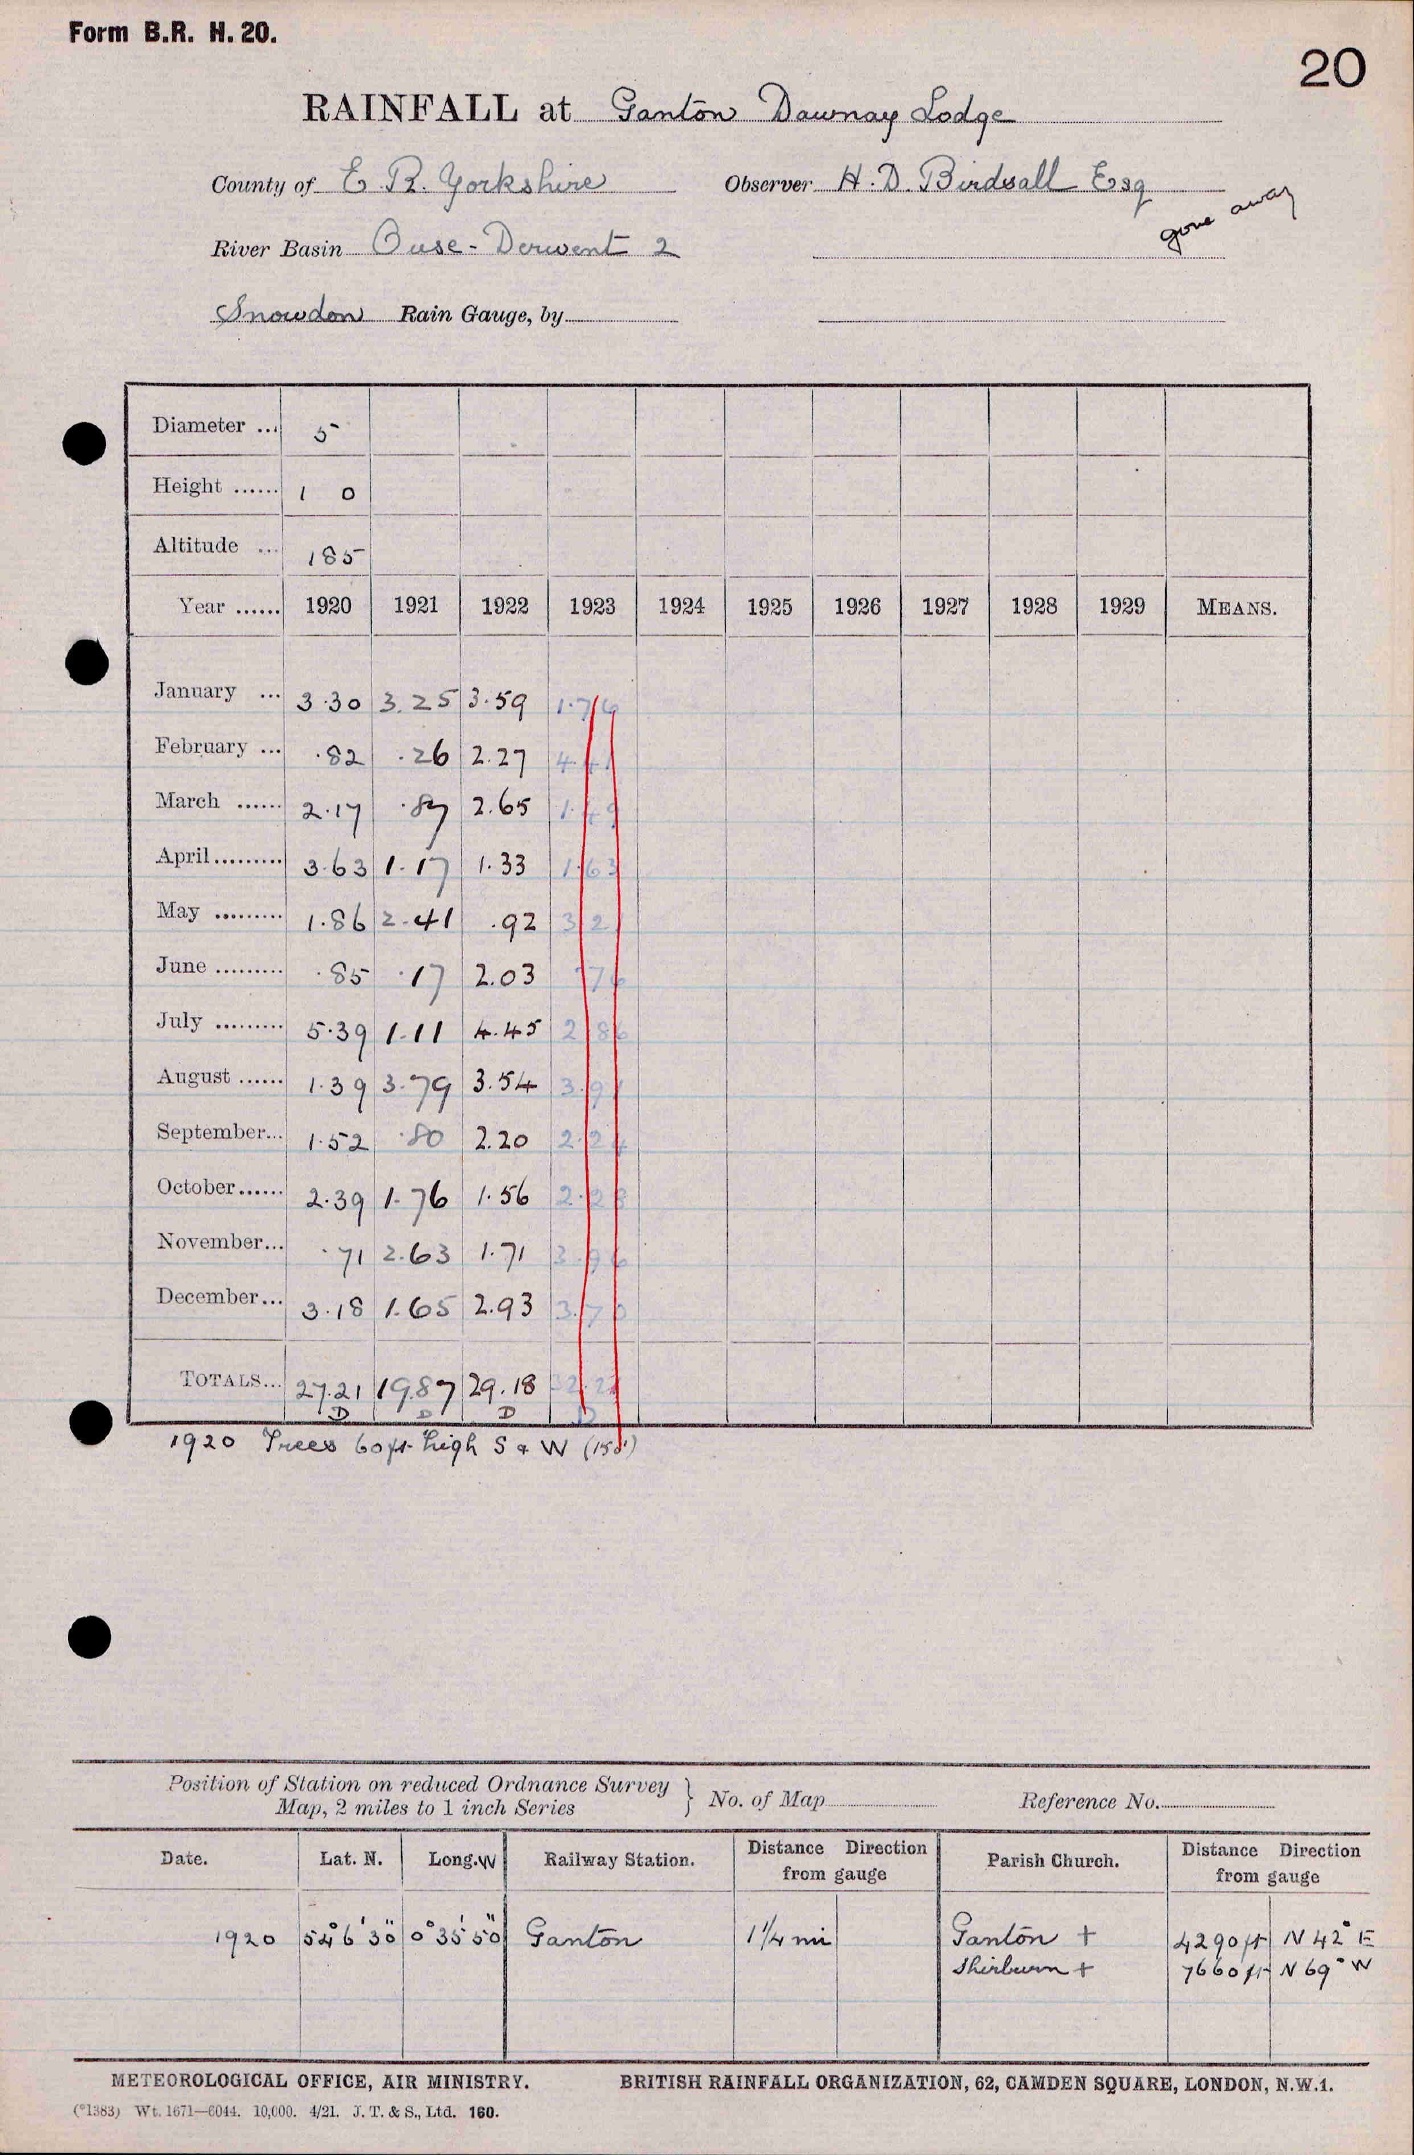 Form B.R. H. 20.
20
RAINFALL at Ganton Dawnay Lodge
County of E. R. Yorkshire Observer H. D. Birdsall Esq
gone away
River Basin Ouse - Derwent 2
Snowdon Rain Gauge, by
Diameter ... 5
Height ...... 1 0
Altitude ... 185
Year ...... 1920 1921 1922 1923 1924 1925 1926 1927 1928 1929 MEANS.
January ... 3.30 3.25 3.59 1.76
February ... .82 .26 2.27 4.41
March ...... 2.17 .87 2.65 1.49
April ......... 3.63 1.17 1.33 1.63
May ......... 1.86 2.41 .92 3.21
June ......... .85 .17 2.03 .76
July ......... 5.39 1.11 4.45 2.86
August ...... 1.39 3.79 3.54 3.91
September... 1.52 .80 2.20 2.24
October...... 2.39 1.76 1.56 2.28
November... .71 2.63 1.71 3.96
December... 3.18 1.65 2.93 3.70
TOTALS... 27.21 19.87 29.18 32.21
D D D D
1920 Trees 60ft. high S & W (150')
Position of Station on reduced Ordnance Survey
Map, 2 miles to 1 inch Series } No. of Map Reference No.
Date. Lat. N. Long. W Railway Station. Distance Direction from gauge Parish Church. Distance Direction from gauge
1920 54° 6' 30" 0° 35' 50" Ganton 1 1/4 mi Ganton + 4290 ft N 42° E
Shirburn + 7660 ft N 69° W
METEOROLOGICAL OFFICE, AIR MINISTRY. BRITISH RAINFALL ORGANIZATION, 62, CAMDEN SQUARE, LONDON, N.W.1.
(*1383) Wt. 1671—6044. 10,000. 4/21. J. T. & S., Ltd. 160.